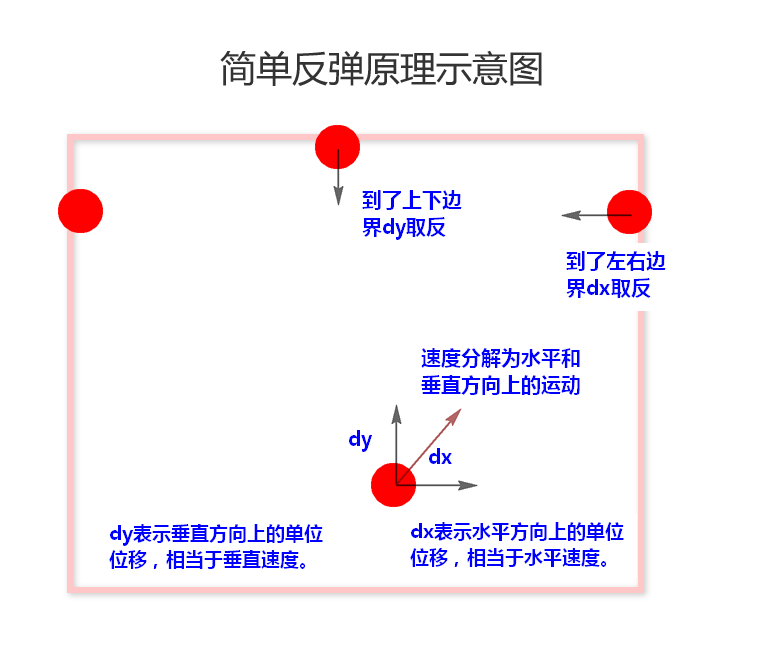 简单反弹原理示意图
到了上下边
界dy取反
到了左右边
界dx取反
速度分解为水平和
垂直方向上的运动
dy
dx
dy表示垂直方向上的单位
位移，相当于垂直速度。
dx表示水平方向上的单位
位移，相当于水平速度。